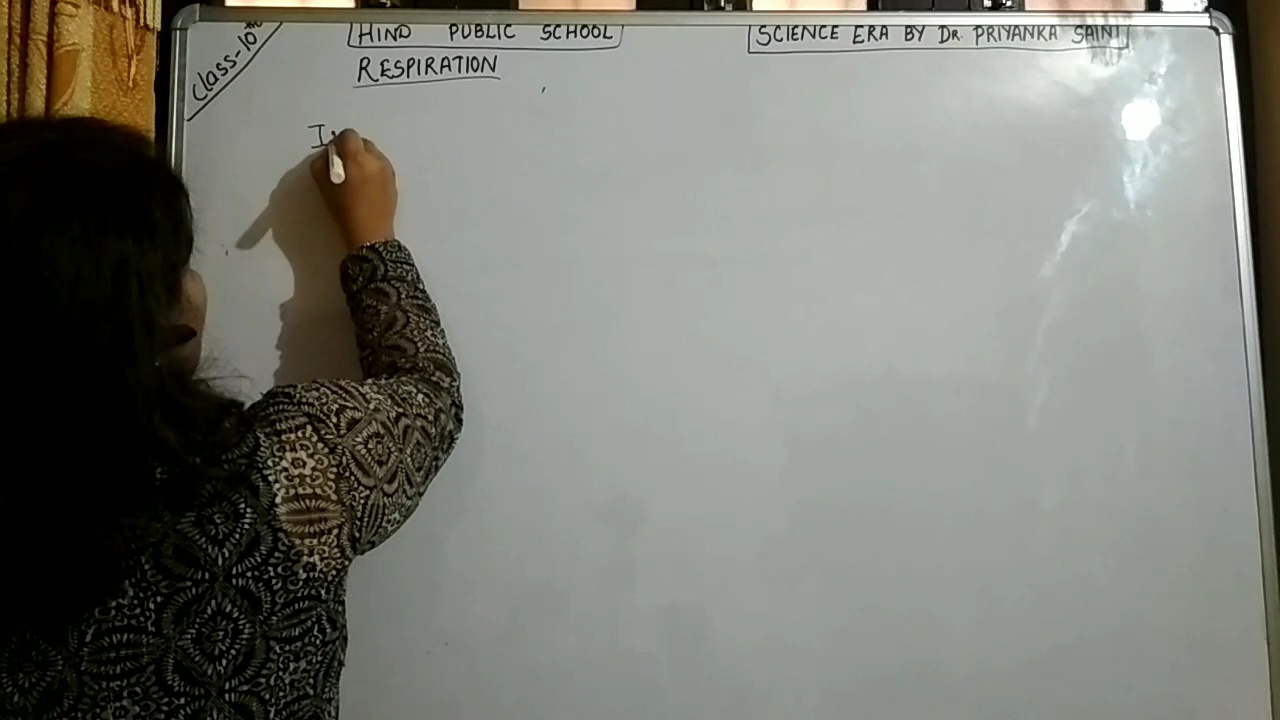 Class-10th
HIND PUBLIC SCHOOL
SCIENCE ERA BY DR. PRIYANKA SAINI
RESPIRATION